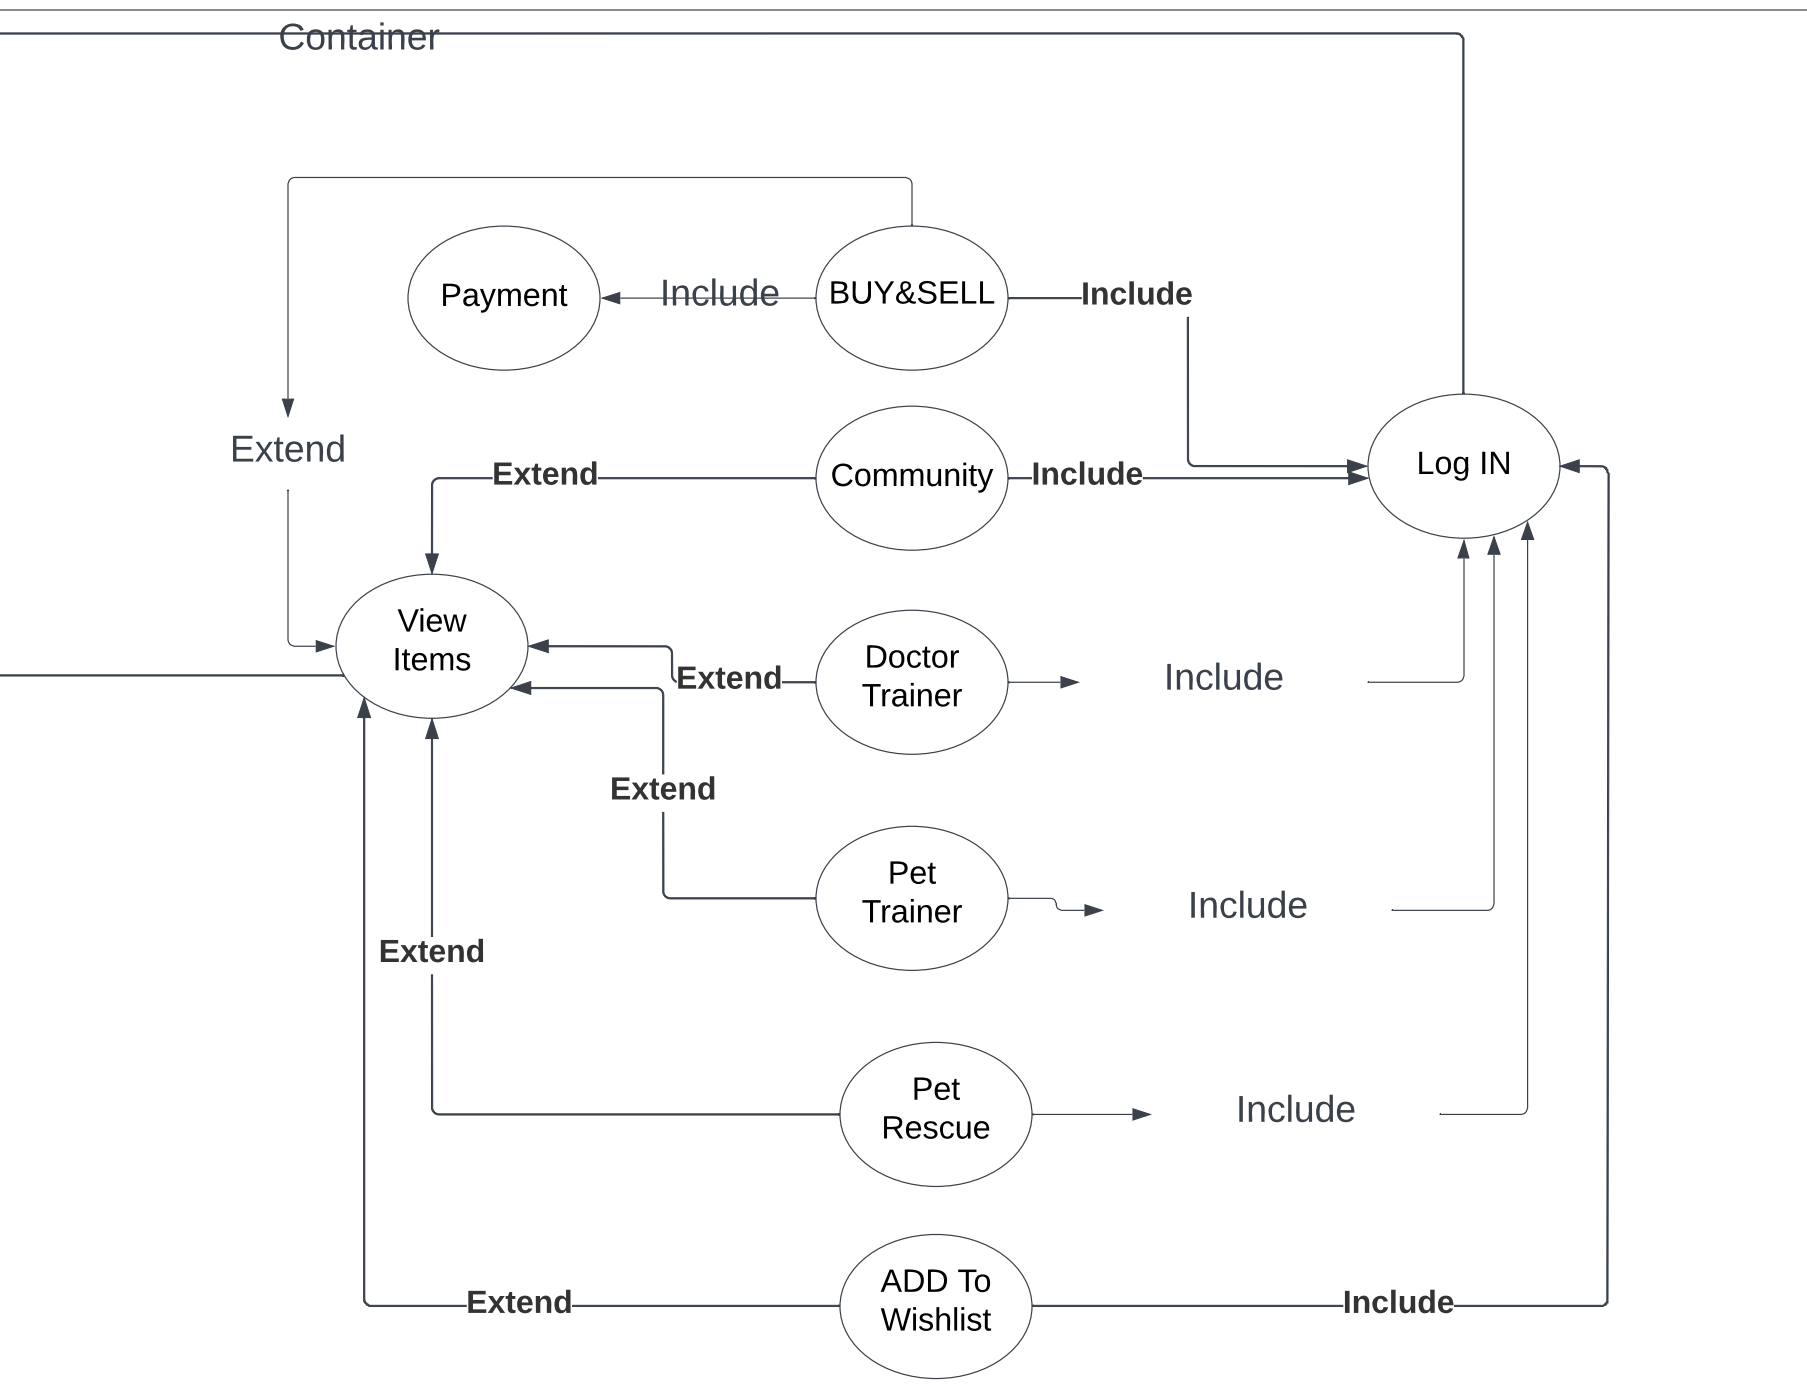 Container
Payment
Include
BUY&SELL
Include
Extend
Extend
Community
Include
Log IN
View
Items
Extend
Doctor
Trainer
Include
Extend
Pet
Trainer
Include
Extend
Pet
Rescue
Include
Extend
ADD To
Wishlist
Include